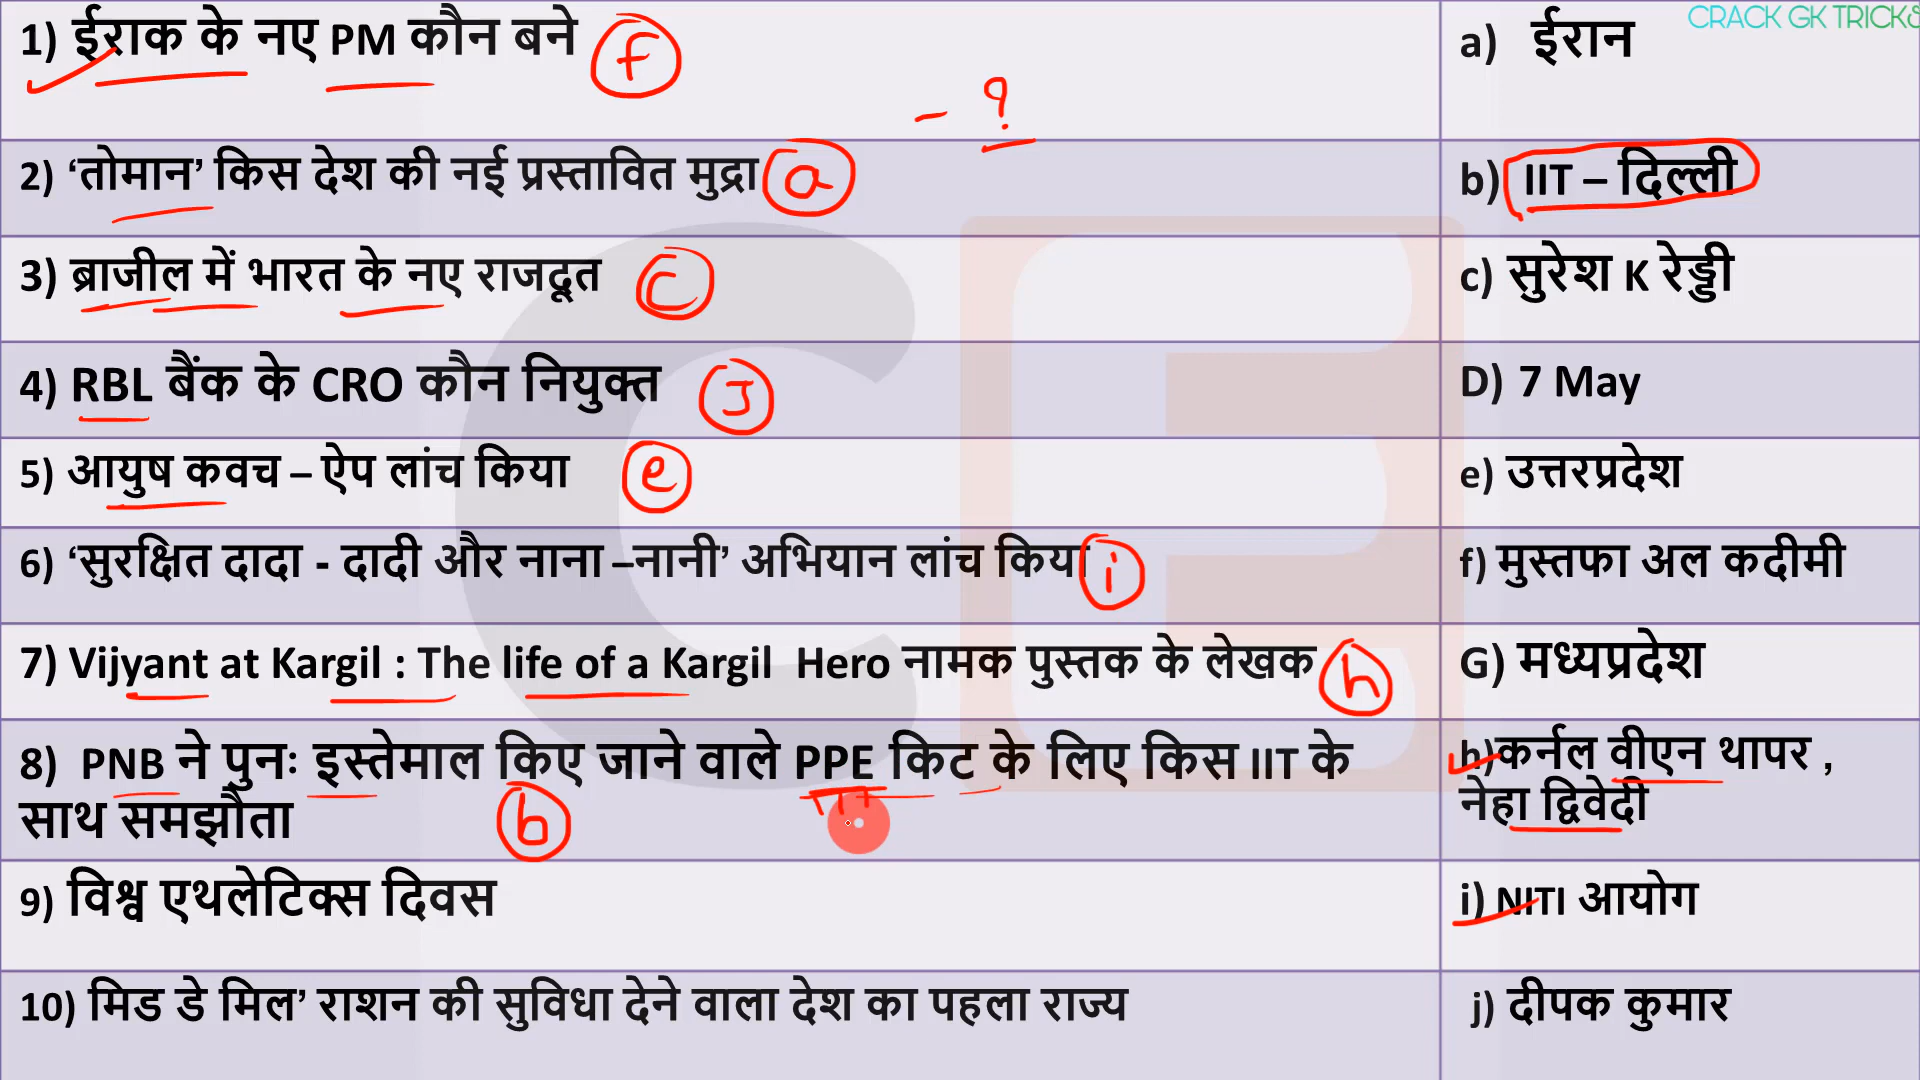 CRACK GK TRICKS
1) ईराक के नए PM कौन बने f
a) ईरान
- ?
2) ‘तोमान’ किस देश की नई प्रस्तावित मुद्रा a
b) IIT – दिल्ली
3) ब्राजील में भारत के नए राजदूत c
c) सुरेश K रेड्डी
4) RBL बैंक के CRO कौन नियुक्त J
D) 7 May
5) आयुष कवच – ऐप लांच किया e
e) उत्तरप्रदेश
6) ‘सुरक्षित दादा - दादी और नाना –नानी’ अभियान लांच किया i
f) मुस्तफा अल कदीमी
7) Vijyant at Kargil : The life of a Kargil Hero नामक पुस्तक के लेखक h
G) मध्यप्रदेश
8) PNB ने पुनः इस्तेमाल किए जाने वाले PPE किट के लिए किस IIT के
साथ समझौता b
h)कर्नल वीएन थापर ,
नेहा द्विवेदी
9) विश्व एथलेटिक्स दिवस
i) NITI आयोग
10) मिड डे मिल’ राशन की सुविधा देने वाला देश का पहला राज्य
j) दीपक कुमार